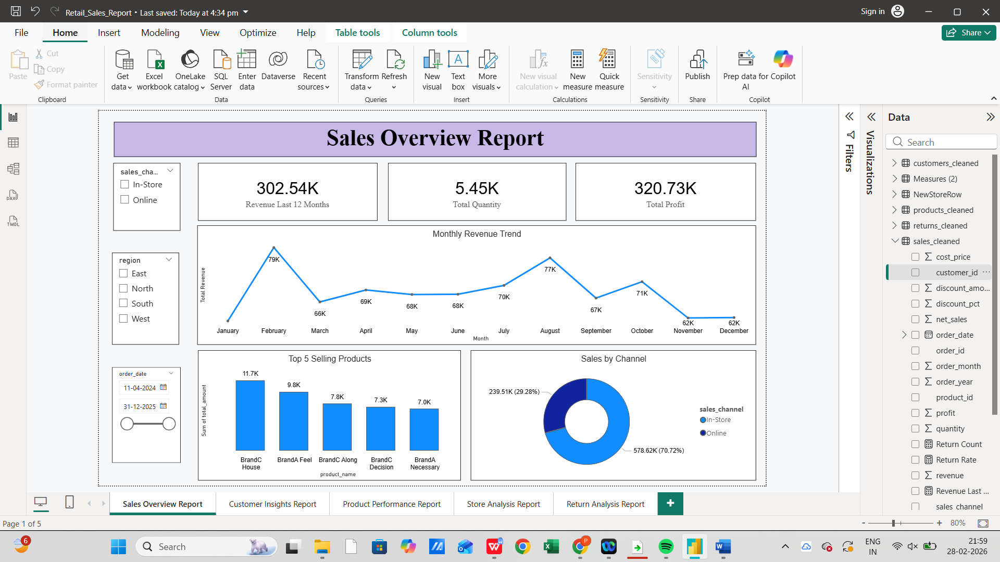 Retail_Sales_Report • Last saved: Today at 4:34 pm
Sign in
File
Home
Insert
Modeling
View
Optimize
Help
Table tools
Column tools
Share
Paste
Cut
Copy
Format painter
Clipboard
Get data
Excel workbook
OneLake catalog
SQL Server
Enter data
Dataverse
Recent sources
Data
Transform data
Refresh
Queries
New visual
Text box
More visuals
Insert
New visual calculation
New measure
Quick measure
Calculations
Sensitivity
Sensitivity
Publish
Share
Prep data for AI
Copilot
Copilot
DAX
TMDL
Sales Overview Report
sales_cha...
In-Store
Online
302.54K
Revenue Last 12 Months
5.45K
Total Quantity
320.73K
Total Profit
region
East
North
South
West
Monthly Revenue Trend
Total Revenue
79K
66K
69K
68K
68K
70K
77K
67K
71K
62K
62K
January
February
March
April
May
June
July
August
September
October
November
December
Month
order_date
11-04-2024
31-12-2025
Top 5 Selling Products
Sum of total_amount
11.7K
9.8K
7.8K
7.3K
7.0K
BrandC House
BrandA Feel
BrandC Along
BrandC Decision
BrandA Necessary
product_name
Sales by Channel
239.51K (29.28%)
578.62K (70.72%)
sales_channel
In-Store
Online
Filters
Visualizations
Data
Search
customers_cleaned
Measures (2)
NewStoreRow
products_cleaned
returns_cleaned
sales_cleaned
cost_price
customer_id
discount_amo...
discount_pct
net_sales
order_date
order_id
order_month
order_year
product_id
profit
quantity
Return Count
Return Rate
revenue
Revenue Last ...
sales channel
Sales Overview Report
Customer Insights Report
Product Performance Report
Store Analysis Report
Return Analysis Report
Page 1 of 5
80%
6
Search
P
ENG
IN
21:59
28-02-2026